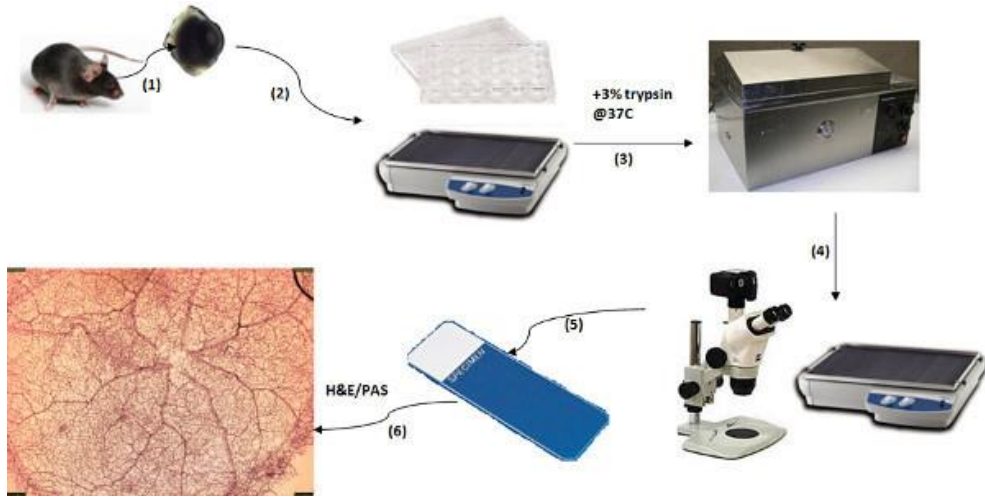 (1)
(2)
+3% trypsin
@37C
(3)
(4)
(5)
SPECIMEN
H&E/PAS
(6)